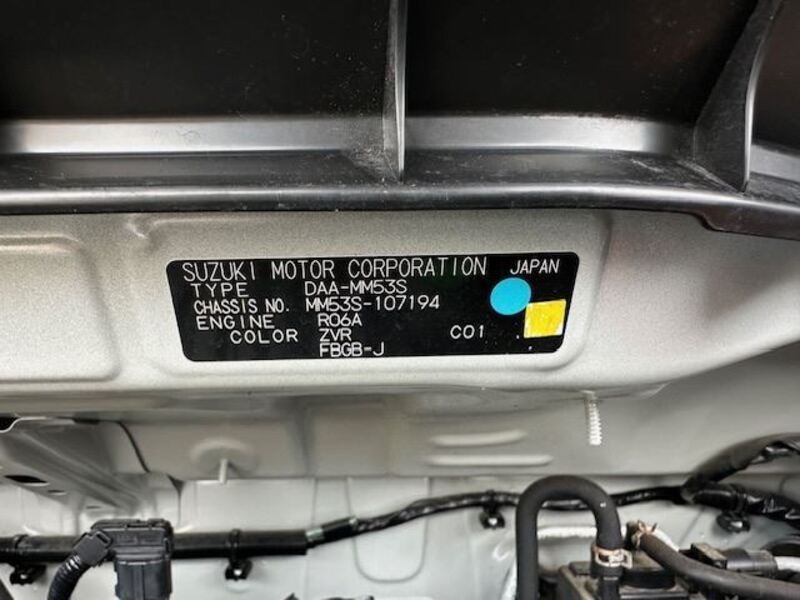 SUZUKI MOTOR CORPORATION JAPAN
TYPE DAA-MM53S
CHASSIS NO. MM53S-107194
ENGINE R06A
COLOR ZVR C01
FBGB-J